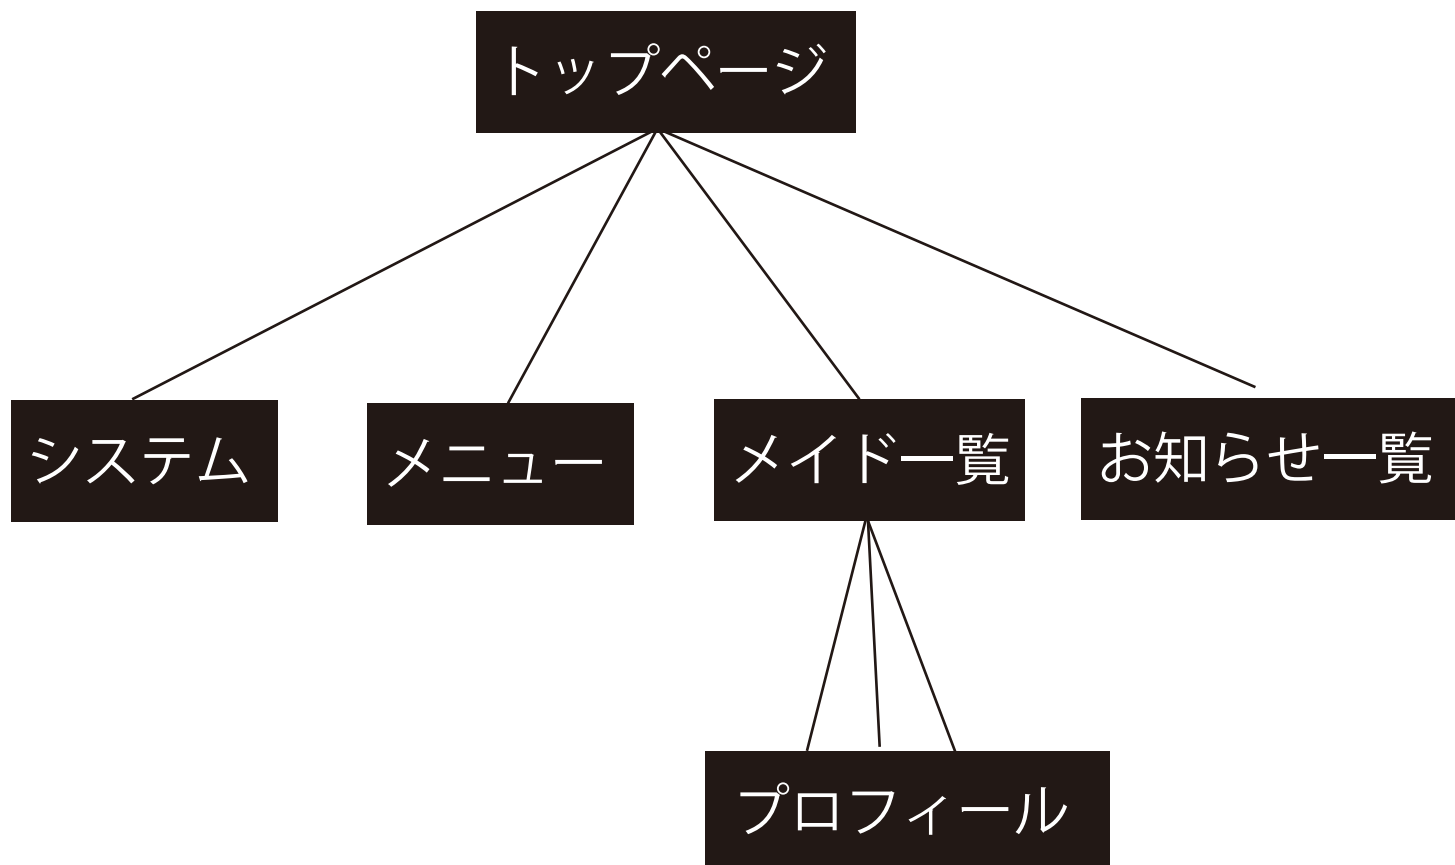 トップページ
システム
メニュー
メイド一覧
お知らせ一覧
プロフィール